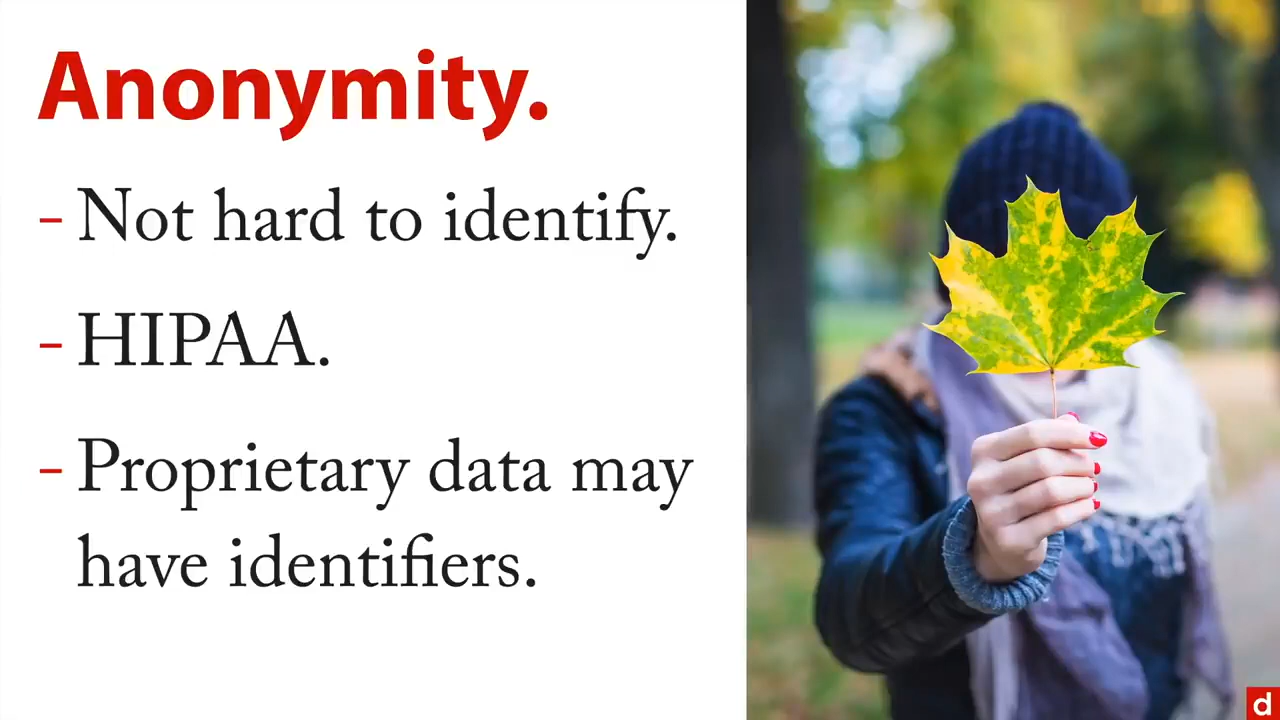 Anonymity.
- Not hard to identify.
- HIPAA.
- Proprietary data may
have identifiers.
d